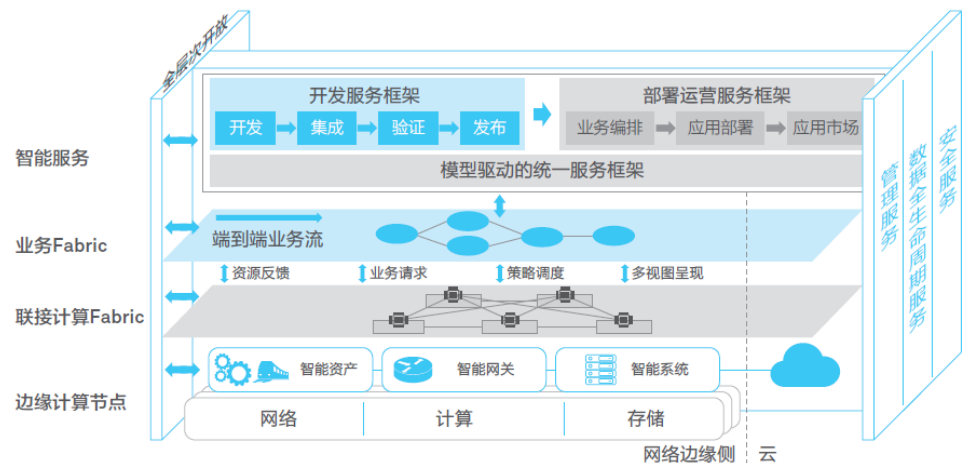 全层次开放
开发服务框架
部署运营服务框架
开发
集成
验证
发布
业务编排
应用部署
应用市场
模型驱动的统一服务框架
智能服务
业务Fabric
端到端业务流
资源反馈
业务请求
策略调度
多视图呈现
联接计算Fabric
边缘计算节点
智能资产
智能网关
智能系统
网络
计算
存储
网络边缘侧
云
管理服务
数据全生命周期服务
安全服务